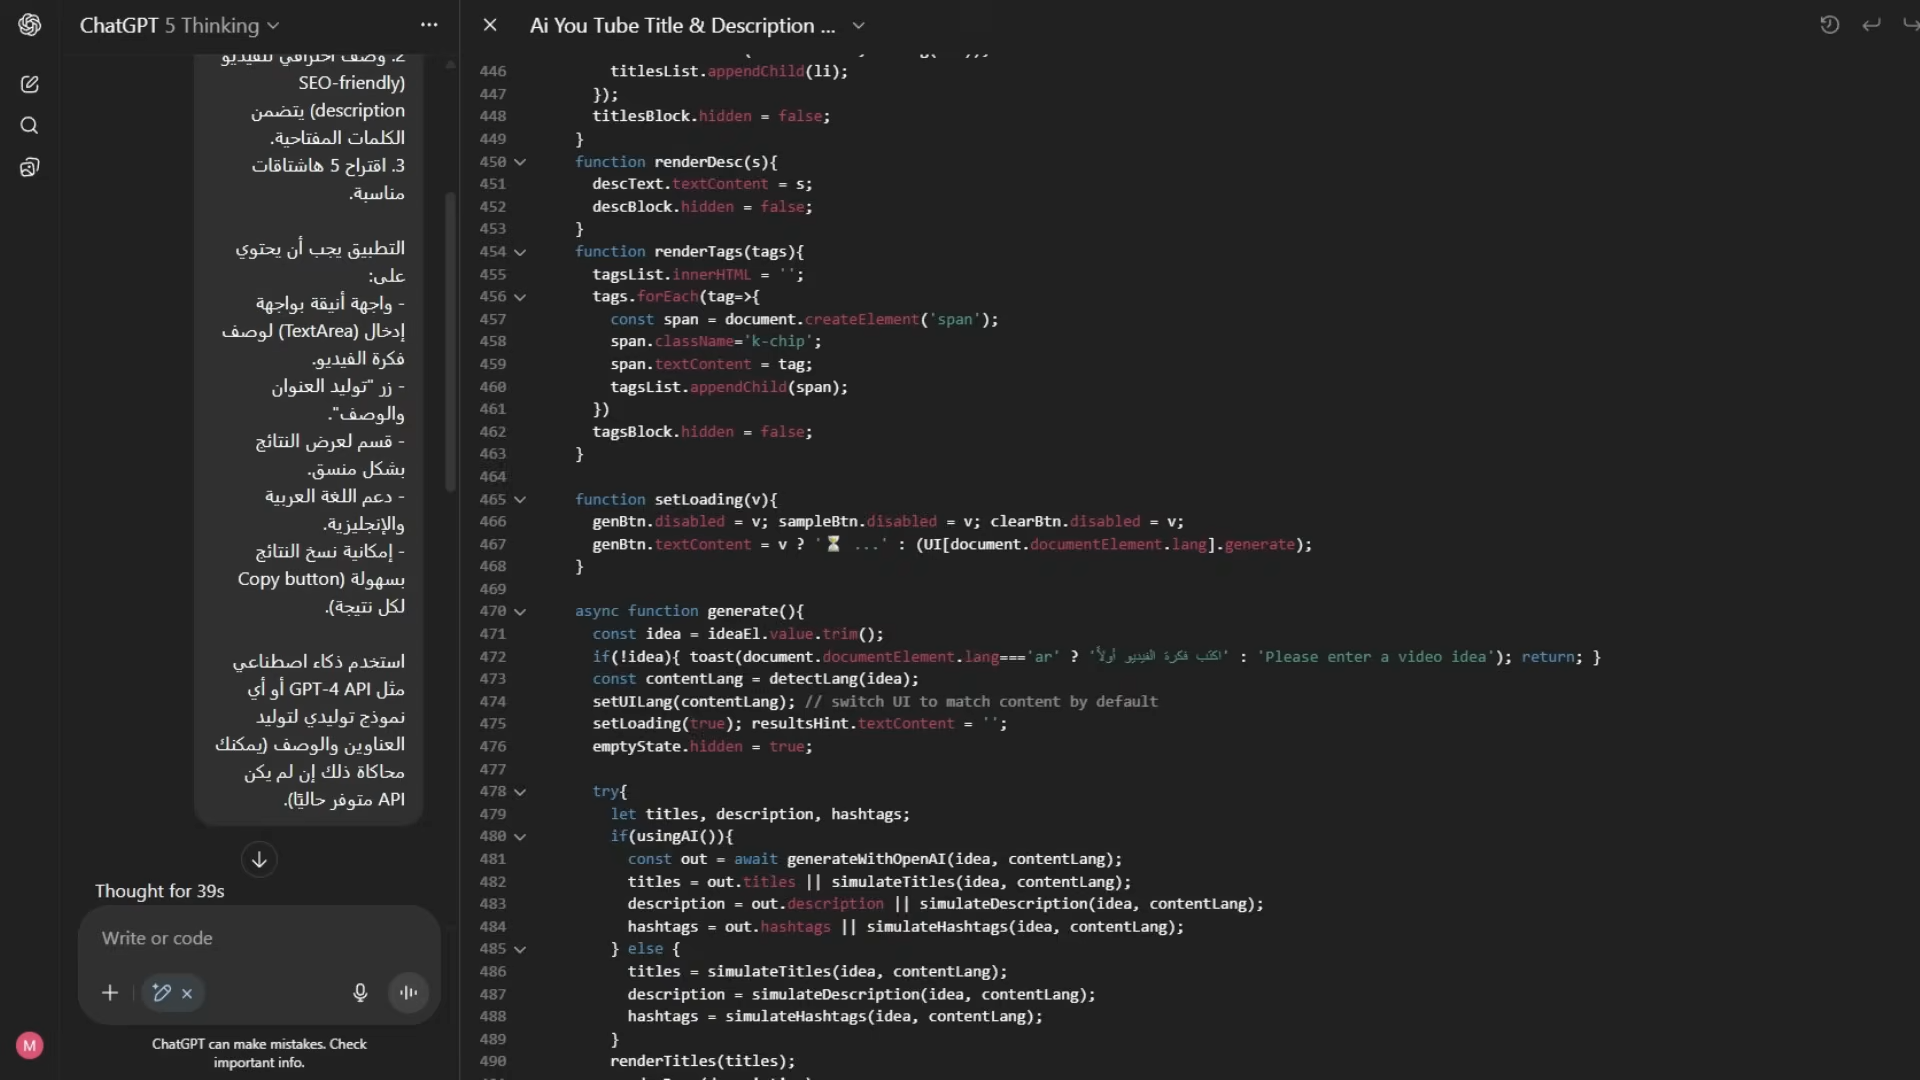 ChatGPT 5 Thinking
2. وصف احترافي للفيديو
(SEO-friendly
description) يتضمن
الكلمات المفتاحية.
3. اقتراح 5 هاشتاقات
مناسبة.
التطبيق يجب أن يحتوي
على:
- واجهة أنيقة بواجهة
إدخال (TextArea) لوصف
فكرة الفيديو.
- زر "توليد العنوان
والوصف".
- قسم لعرض النتائج
بشكل منسق.
- دعم اللغة العربية
والإنجليزية.
- إمكانية نسخ النتائج
بسهولة (Copy button
لكل نتيجة).
استخدم ذكاء اصطناعي
مثل GPT-4 API أو أي
نموذج توليدي لتوليد
العناوين والوصف (يمكنك
محاكاة ذلك إن لم يكن
API متوفر حاليًا).
Thought for 39s
Write or code
ChatGPT can make mistakes. Check
important info.
M
Ai You Tube Title & Description ...
446 titlesList.appendChild(li);
447 });
448 titlesBlock.hidden = false;
449 }
450 function renderDesc(s){
451 descText.textContent = s;
452 descBlock.hidden = false;
453 }
454 function renderTags(tags){
455 tagsList.innerHTML = '';
456 tags.forEach(tag=>{
457 const span = document.createElement('span');
458 span.className='k-chip';
459 span.textContent = tag;
460 tagsList.appendChild(span);
461 })
462 tagsBlock.hidden = false;
463 }
464
465 function setLoading(v){
466 genBtn.disabled = v; sampleBtn.disabled = v; clearBtn.disabled = v;
467 genBtn.textContent = v ? '⏳ ...' : (UI[document.documentElement.lang].generate);
468 }
469
470 async function generate(){
471 const idea = ideaEl.value.trim();
472 if(!idea){ toast(document.documentElement.lang==='ar' ? 'اكتب فكرة الفيديو أولاً' : 'Please enter a video idea'); return; }
473 const contentLang = detectLang(idea);
474 setUILang(contentLang); // switch UI to match content by default
475 setLoading(true); resultsHint.textContent = '';
476 emptyState.hidden = true;
477
478 try{
479 let titles, description, hashtags;
480 if(usingAI()){
481 const out = await generateWithOpenAI(idea, contentLang);
482 titles = out.titles || simulateTitles(idea, contentLang);
483 description = out.description || simulateDescription(idea, contentLang);
484 hashtags = out.hashtags || simulateHashtags(idea, contentLang);
485 } else {
486 titles = simulateTitles(idea, contentLang);
487 description = simulateDescription(idea, contentLang);
488 hashtags = simulateHashtags(idea, contentLang);
489 }
490 renderTitles(titles);